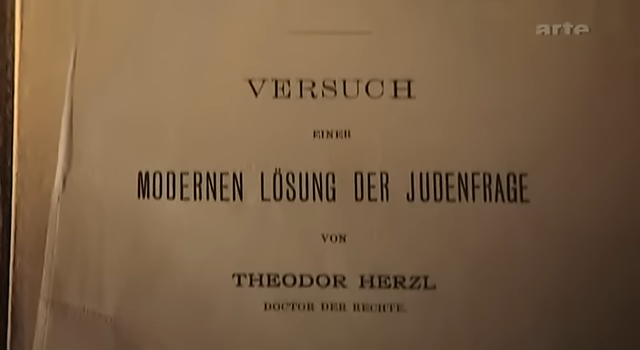 arte
VERSUCH
EINER
MODERNEN LÖSUNG DER JUDENFRAGE
VON
THEODOR HERZL
DOCTOR DER RECHTE.